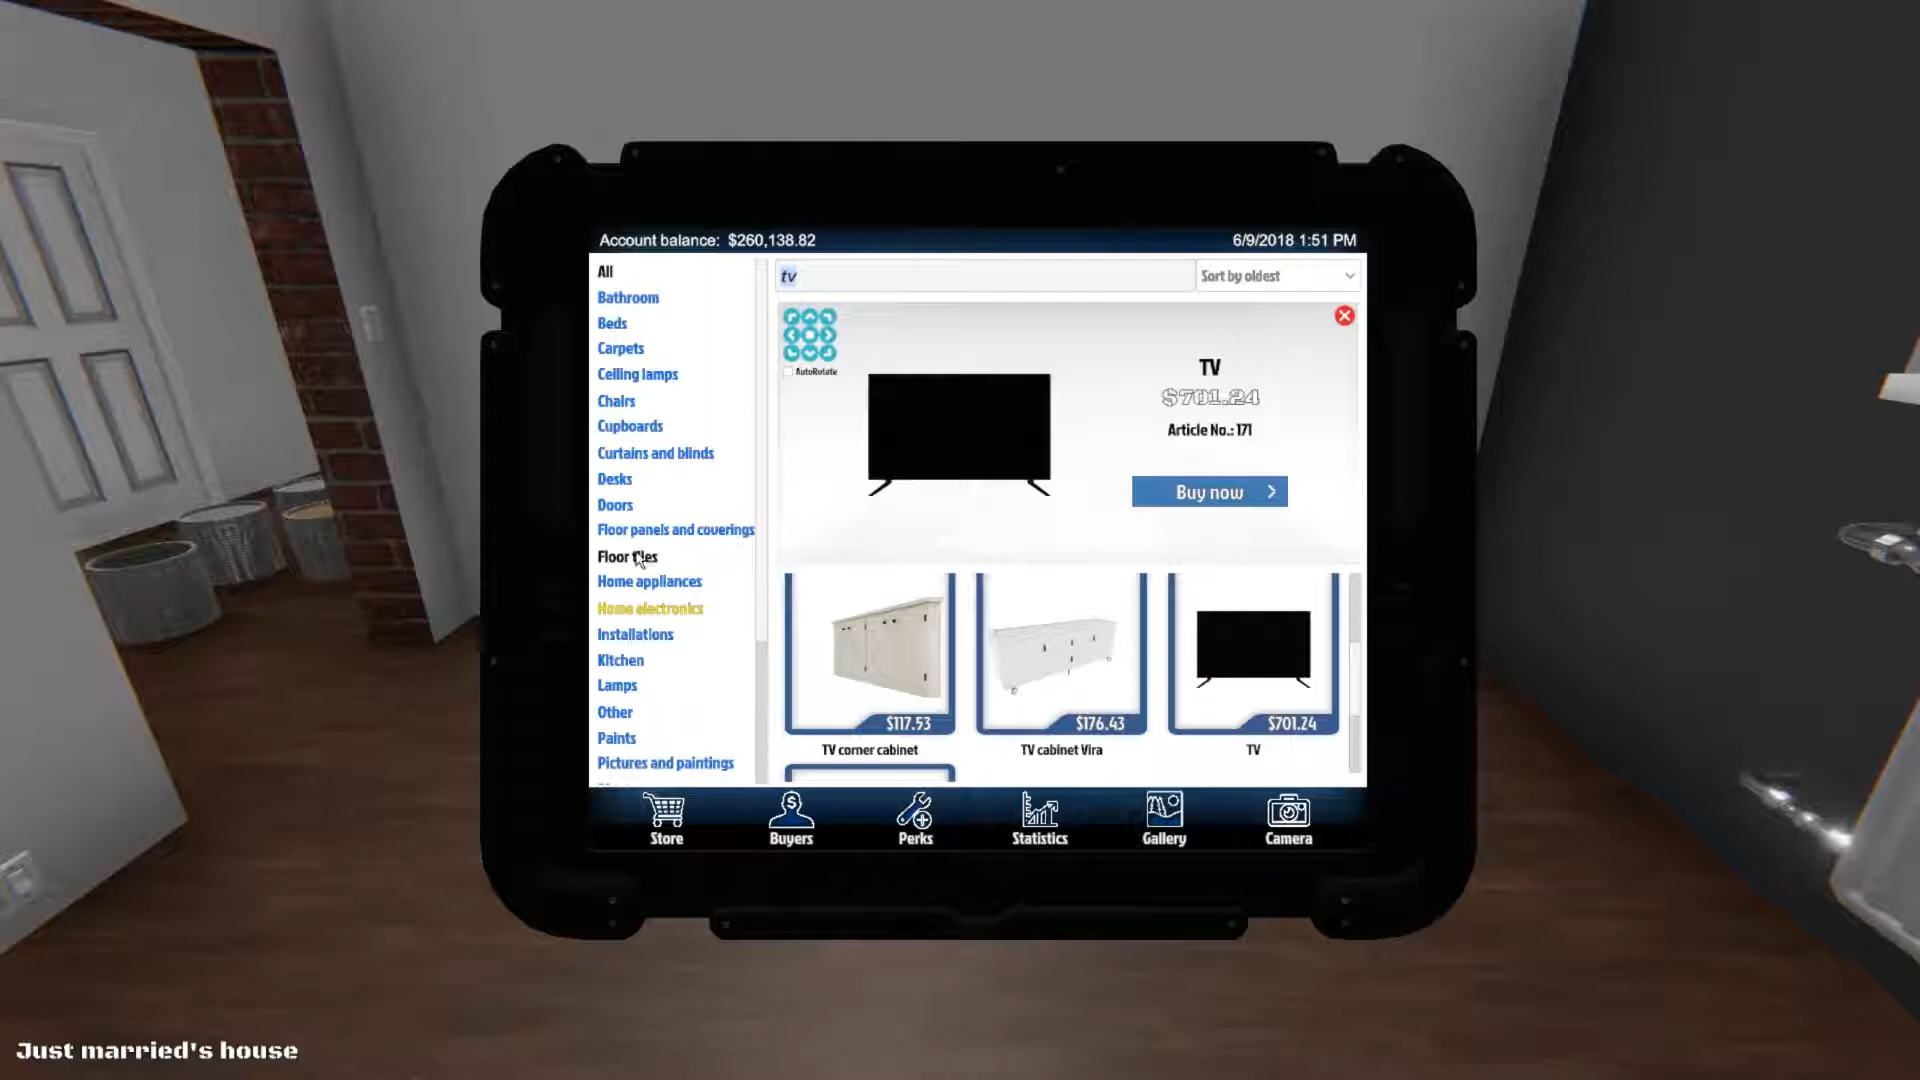 Account balance: $260,138.82
6/9/2018 1:51 PM
All
Bathroom
Beds
Carpets
Ceiling lamps
Chairs
Cupboards
Curtains and blinds
Desks
Doors
Floor panels and coverings
Floor tiles
Home appliances
Home electronics
Installations
Kitchen
Lamps
Other
Paints
Pictures and paintings
tv
Sort by oldest
AutoRotate
TV
$701.24
Article No.: 171
Buy now
$117.53
$176.43
$701.24
TV corner cabinet
TV cabinet Vira
TV
Store
Buyers
Perks
Statistics
Gallery
Camera
Just married's house